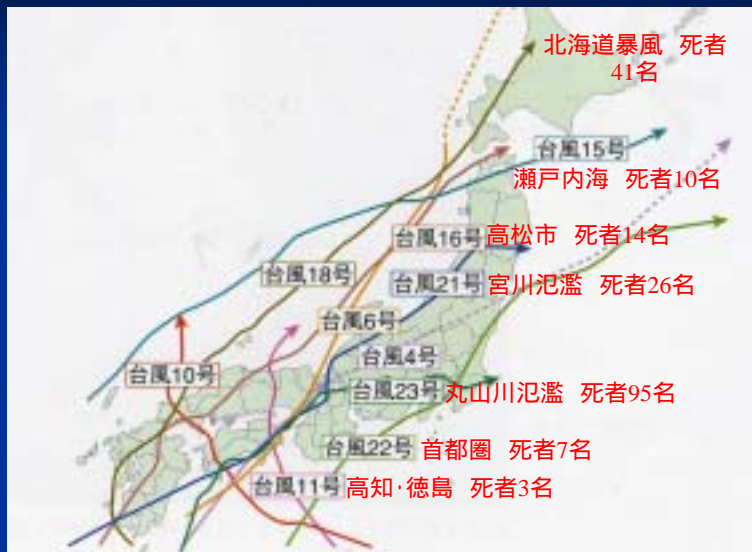 北海道暴風 死者
41名
台風15号
瀬戸内海 死者10名
台風16号 高松市 死者14名
台風18号
台風21号 宮川氾濫 死者26名
台風6号
台風4号
台風10号
台風23号 丸山川氾濫 死者95名
台風22号 首都圏 死者7名
台風11号 高知·徳島 死者3名